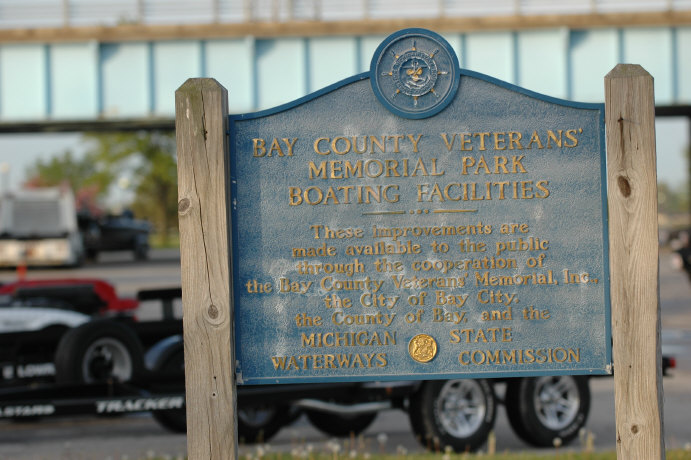 BAY COUNTY VETERANS'
MEMORIAL PARK
BOATING FACILITIES
These improvements are
made available to the public
through the cooperation of
the Bay County Veterans' Memorial, Inc.,
the City of Bay City,
the County of Bay, and the
MICHIGAN STATE
WATERWAYS COMMISSION
TRACKER